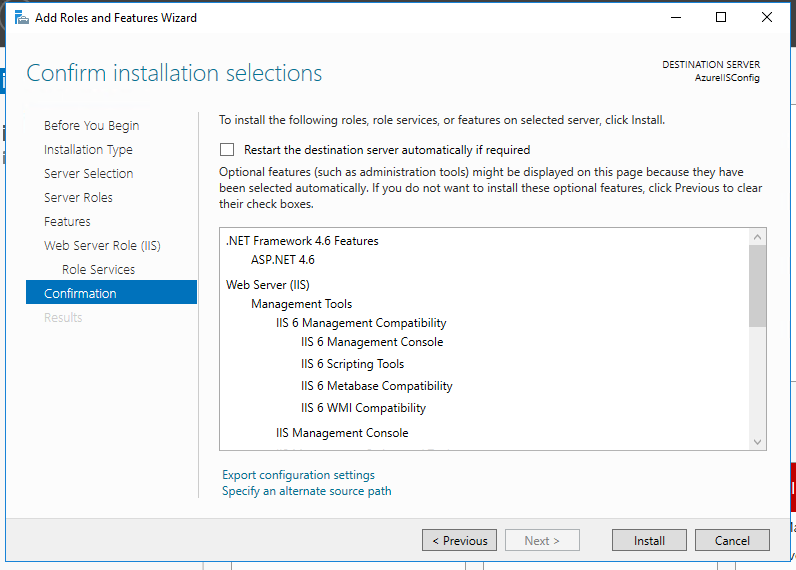 Add Roles and Features Wizard
Confirm installation selections
DESTINATION SERVER
AzureIISConfig
Before You Begin
Installation Type
Server Selection
Server Roles
Features
Web Server Role (IIS)
Role Services
Confirmation
Results
To install the following roles, role services, or features on selected server, click Install.
Restart the destination server automatically if required
Optional features (such as administration tools) might be displayed on this page because they have
been selected automatically. If you do not want to install these optional features, click Previous to clear
their check boxes.
.NET Framework 4.6 Features
ASP.NET 4.6
Web Server (IIS)
Management Tools
IIS 6 Management Compatibility
IIS 6 Management Console
IIS 6 Scripting Tools
IIS 6 Metabase Compatibility
IIS 6 WMI Compatibility
IIS Management Console
Export configuration settings
Specify an alternate source path
< Previous
Next >
Install
Cancel